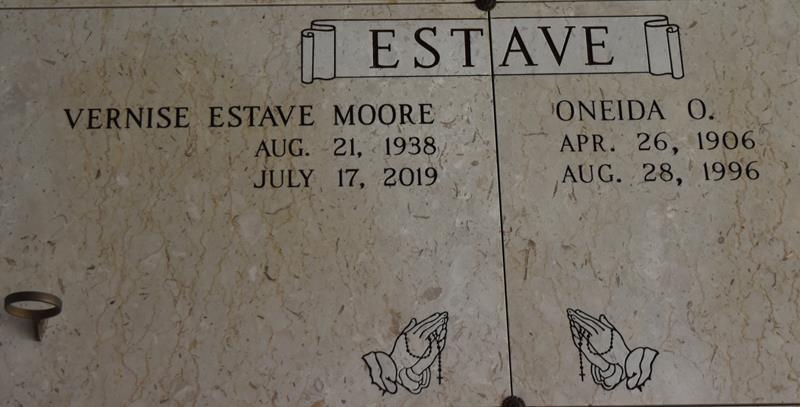 ESTAVE
VERNISE ESTAVE MOORE
AUG. 21, 1938
JULY 17, 2019
ONEIDA O.
APR. 26, 1906
AUG. 28, 1996